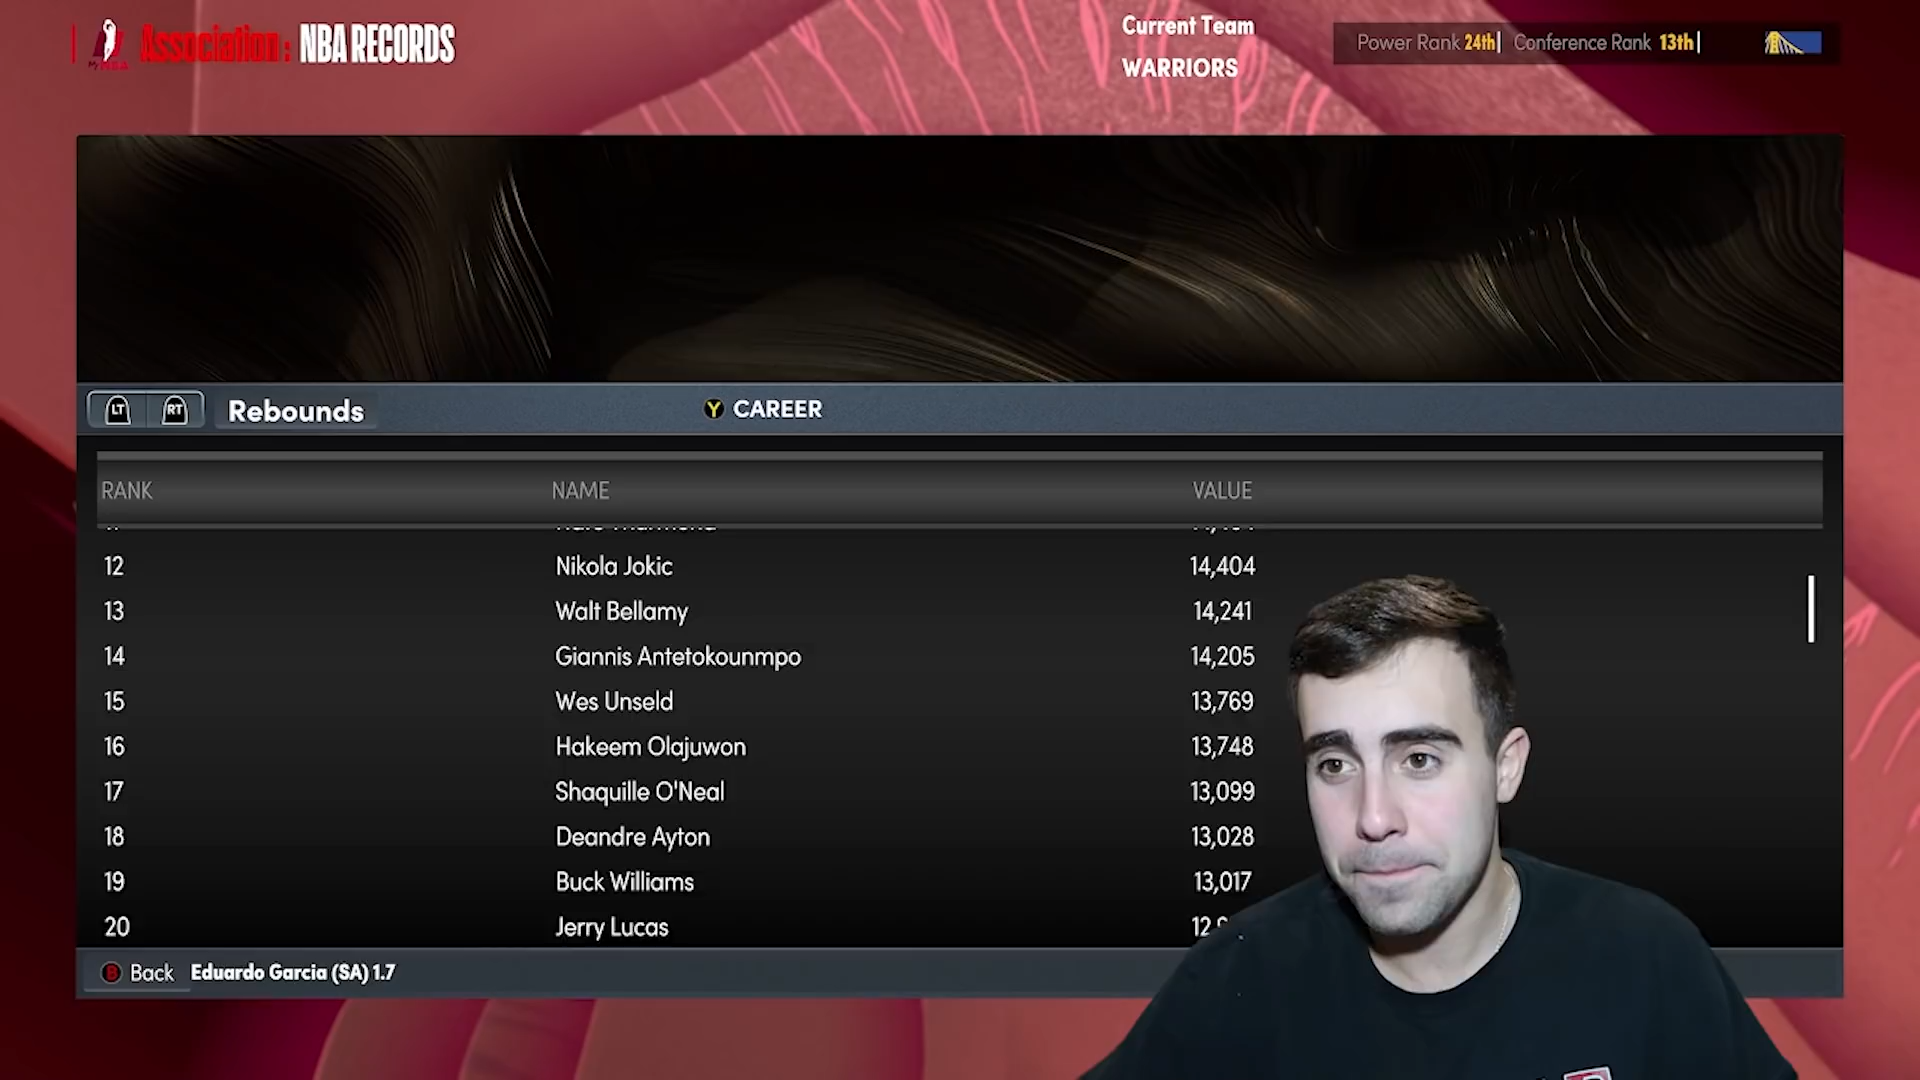 Association: NBA RECORDS
Current Team
WARRIORS
Power Rank 24th| Conference Rank 13th|
LT RT Rebounds
Y CAREER
RANK NAME VALUE
12 Nikola Jokic 14,404
13 Walt Bellamy 14,241
14 Giannis Antetokounmpo 14,205
15 Wes Unseld 13,769
16 Hakeem Olajuwon 13,748
17 Shaquille O'Neal 13,099
18 Deandre Ayton 13,028
19 Buck Williams 13,017
20 Jerry Lucas
B Back Eduardo Garcia (SA) 1.7